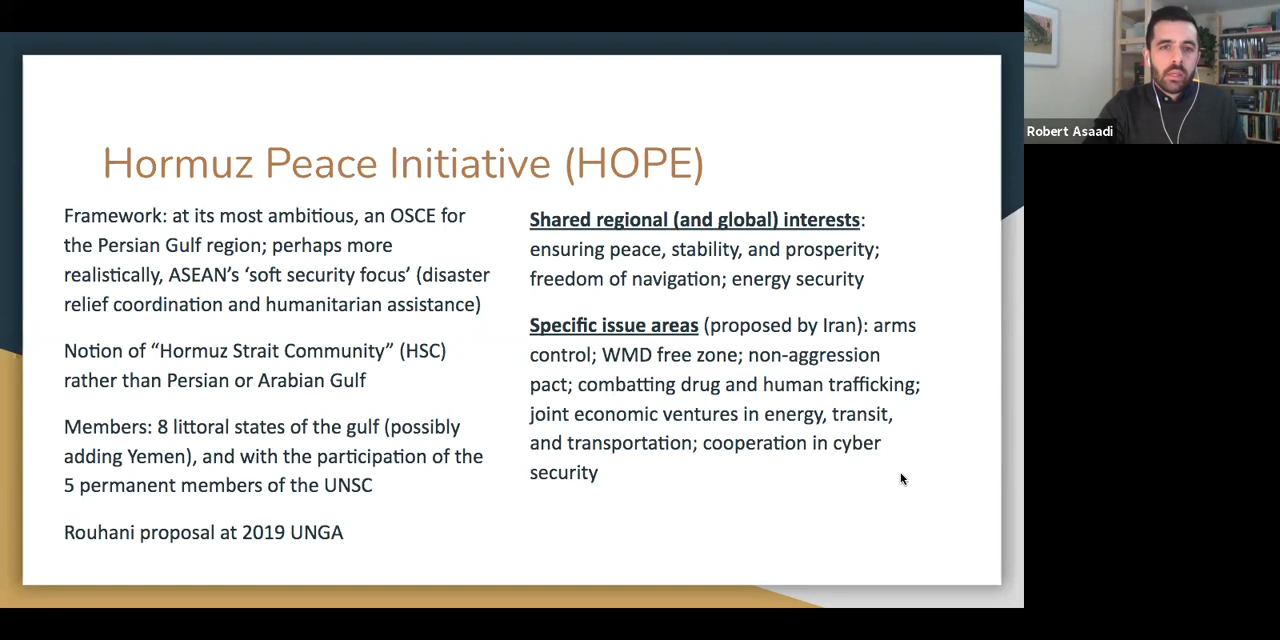 Hormuz Peace Initiative (HOPE)
Framework: at its most ambitious, an OSCE for
the Persian Gulf region; perhaps more
realistically, ASEAN's 'soft security focus' (disaster
relief coordination and humanitarian assistance)
Notion of “Hormuz Strait Community” (HSC)
rather than Persian or Arabian Gulf
Members: 8 littoral states of the gulf (possibly
adding Yemen), and with the participation of the
5 permanent members of the UNSC
Rouhani proposal at 2019 UNGA
Shared regional (and global) interests:
ensuring peace, stability, and prosperity;
freedom of navigation; energy security
Specific issue areas (proposed by Iran): arms
control; WMD free zone; non-aggression
pact; combatting drug and human trafficking;
joint economic ventures in energy, transit,
and transportation; cooperation in cyber
security
Robert Asaadi